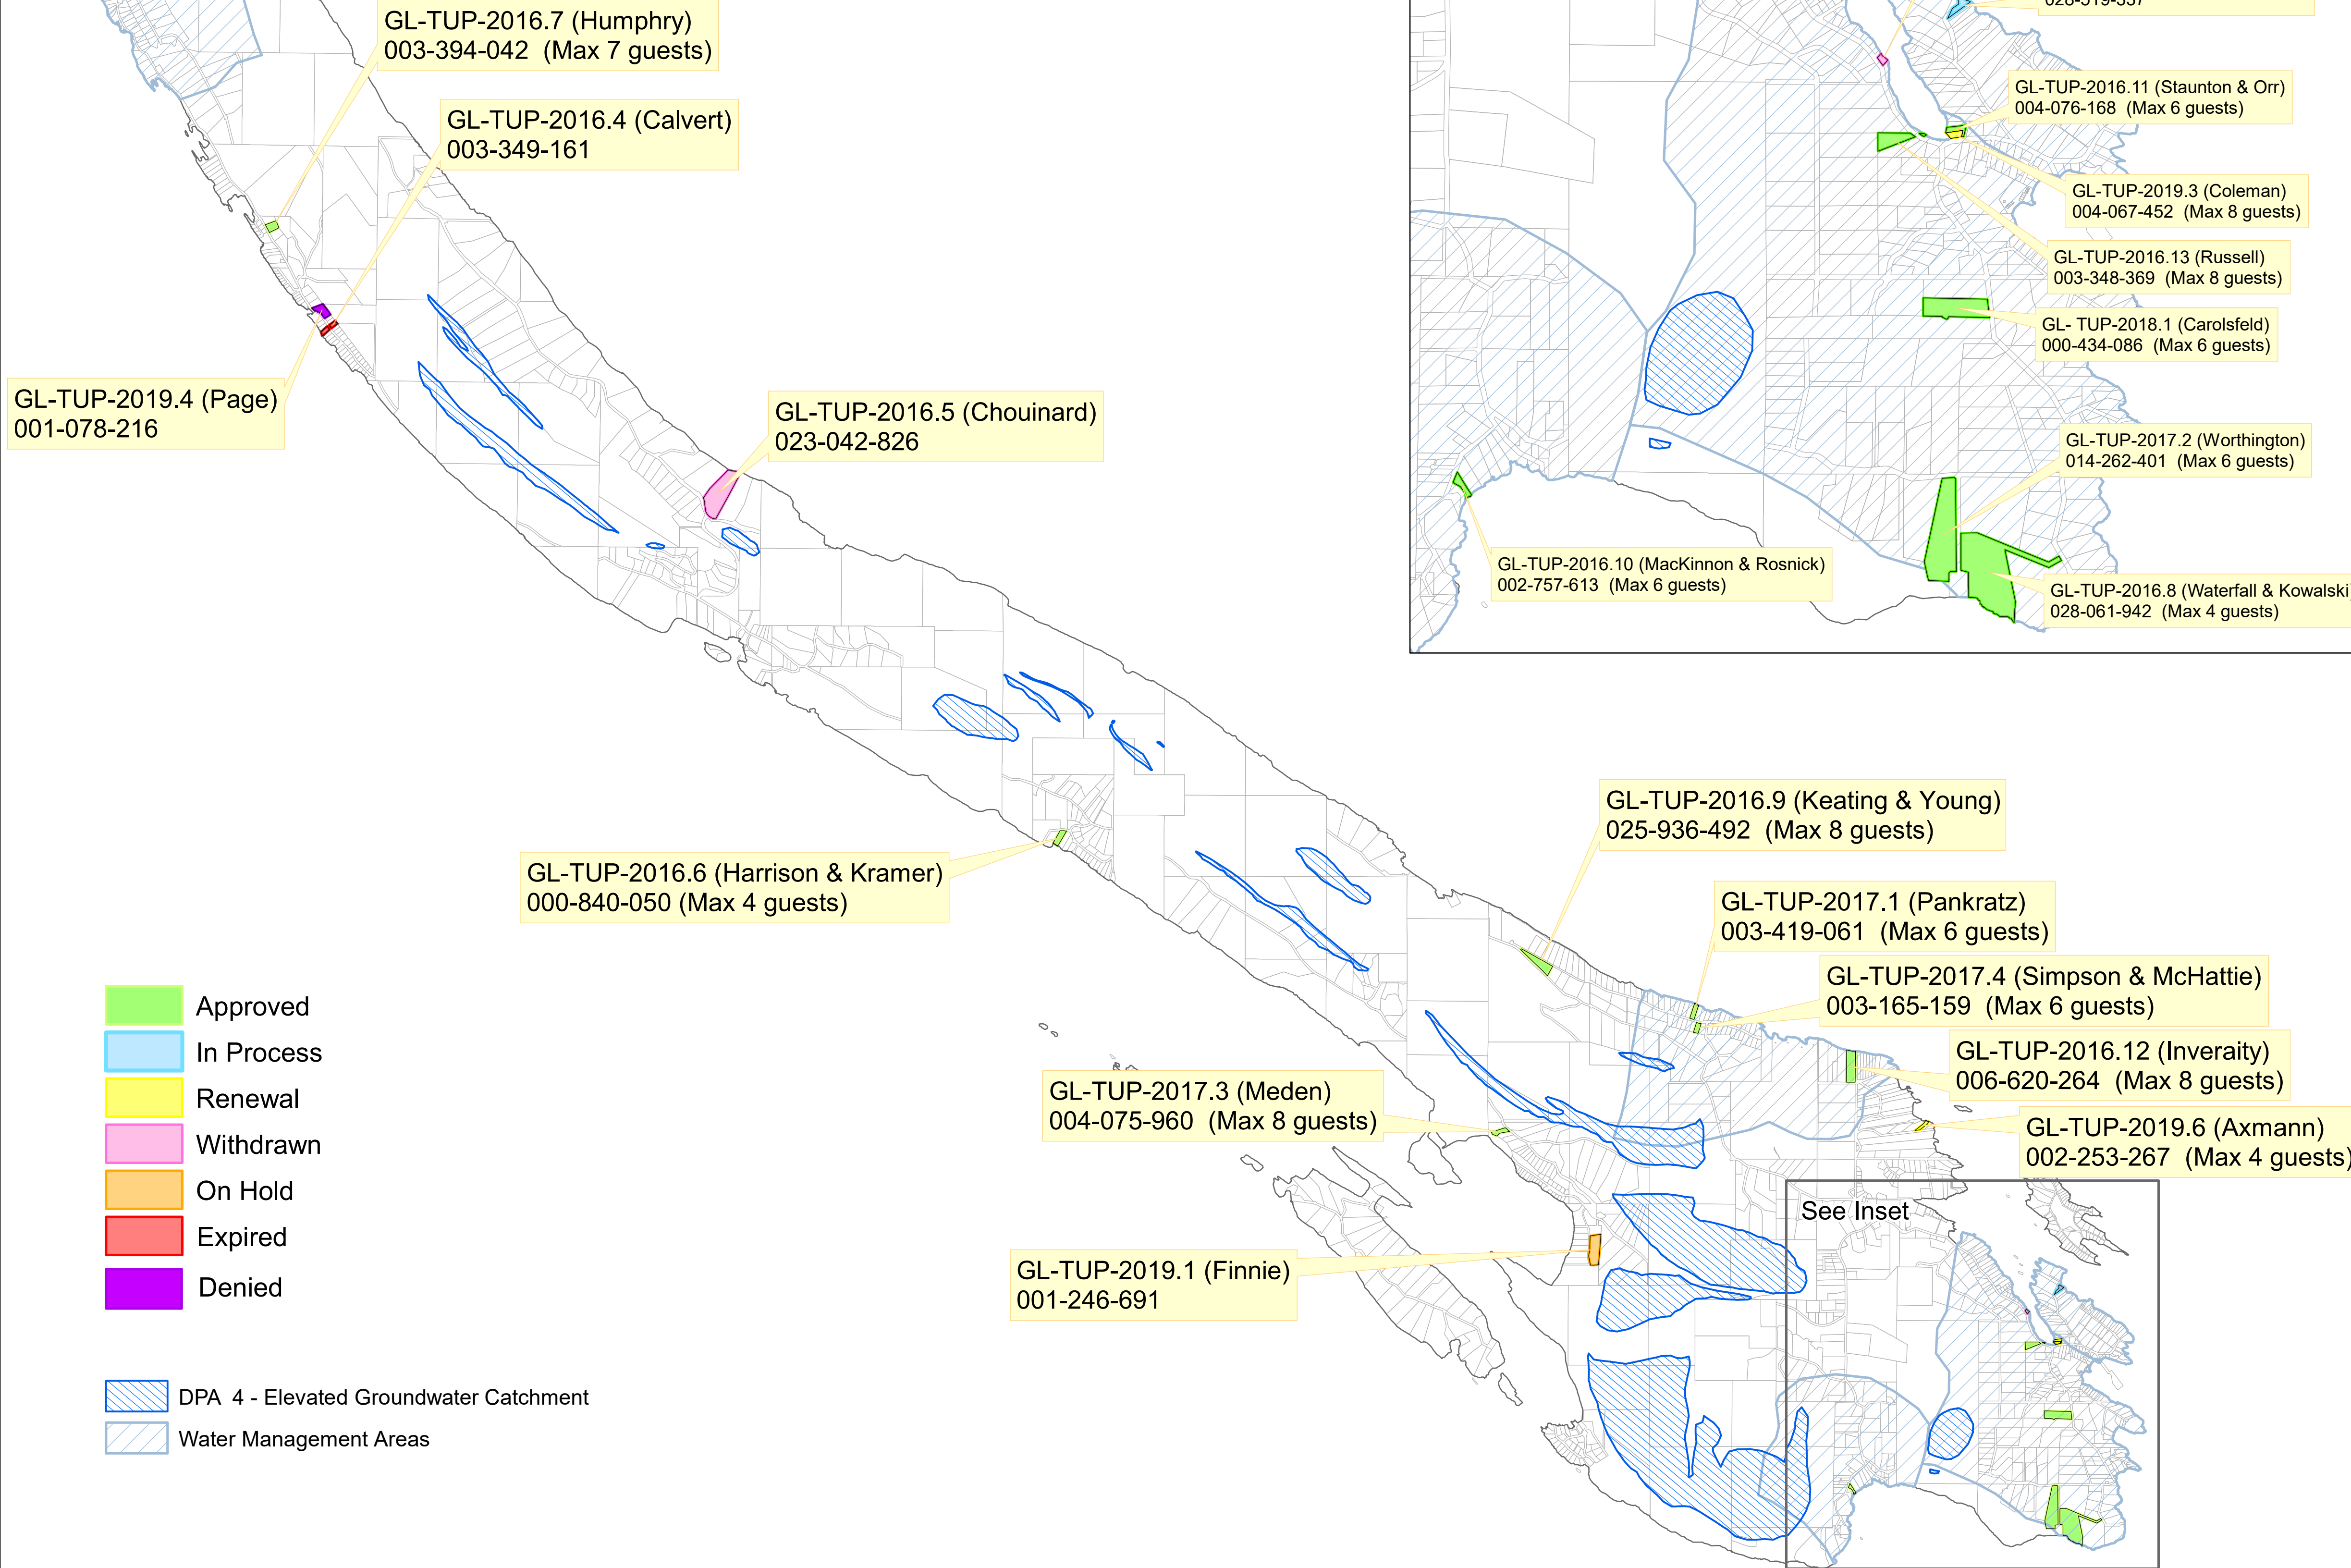 GL-TUP-2016.7 (Humphry)
003-394-042 (Max 7 guests)
GL-TUP-2016.4 (Calvert)
003-349-161
GL-TUP-2019.4 (Page)
001-078-216
GL-TUP-2016.5 (Chouinard)
023-042-826
GL-TUP-2016.11 (Staunton & Orr)
004-076-168 (Max 6 guests)
GL-TUP-2019.3 (Coleman)
004-067-452 (Max 8 guests)
GL-TUP-2016.13 (Russell)
003-348-369 (Max 8 guests)
GL- TUP-2018.1 (Carolsfeld)
000-434-086 (Max 6 guests)
GL-TUP-2017.2 (Worthington)
014-262-401 (Max 6 guests)
GL-TUP-2016.10 (MacKinnon & Rosnick)
002-757-613 (Max 6 guests)
GL-TUP-2016.8 (Waterfall & Kowalski
028-061-942 (Max 4 guests)
GL-TUP-2016.6 (Harrison & Kramer)
000-840-050 (Max 4 guests)
GL-TUP-2016.9 (Keating & Young)
025-936-492 (Max 8 guests)
GL-TUP-2017.1 (Pankratz)
003-419-061 (Max 6 guests)
GL-TUP-2017.4 (Simpson & McHattie)
003-165-159 (Max 6 guests)
GL-TUP-2016.12 (Inveraity)
006-620-264 (Max 8 guests)
GL-TUP-2017.3 (Meden)
004-075-960 (Max 8 guests)
GL-TUP-2019.6 (Axmann)
002-253-267 (Max 4 guests)
GL-TUP-2019.1 (Finnie)
001-246-691
See Inset
Approved
In Process
Renewal
Withdrawn
On Hold
Expired
Denied
DPA 4 - Elevated Groundwater Catchment
Water Management Areas